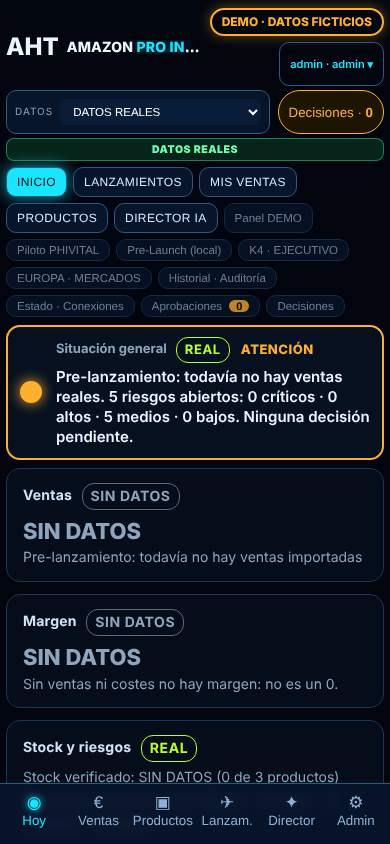 DEMO · DATOS FICTICIOS
AHT AMAZON PRO IN...
admin · admin ▾
DATOS DATOS REALES
Decisiones · 0
DATOS REALES
INICIO LANZAMIENTOS MIS VENTAS
PRODUCTOS DIRECTOR IA Panel DEMO
Piloto PHIVITAL Pre-Launch (local) K4 · EJECUTIVO
EUROPA · MERCADOS Historial · Auditoría
Estado · Conexiones Aprobaciones 0 Decisiones
Situación general REAL ATENCIÓN
Pre-lanzamiento: todavía no hay ventas
reales. 5 riesgos abiertos: 0 críticos · 0
altos · 5 medios · 0 bajos. Ninguna decisión
pendiente.
Ventas SIN DATOS
SIN DATOS
Pre-lanzamiento: todavía no hay ventas importadas
Margen SIN DATOS
SIN DATOS
Sin ventas ni costes no hay margen: no es un 0.
Stock y riesgos REAL
Stock verificado: SIN DATOS (0 de 3 productos)
Hoy € Ventas Productos Lanzam. Director Admin